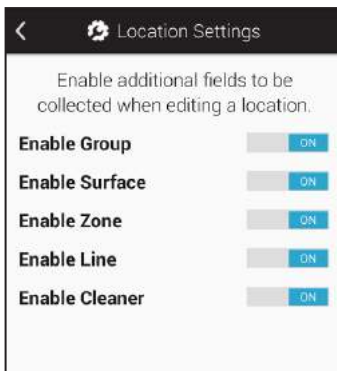 Location Settings
Enable additional fields to be
collected when editing a location.
Enable Group ON
Enable Surface ON
Enable Zone ON
Enable Line ON
Enable Cleaner ON